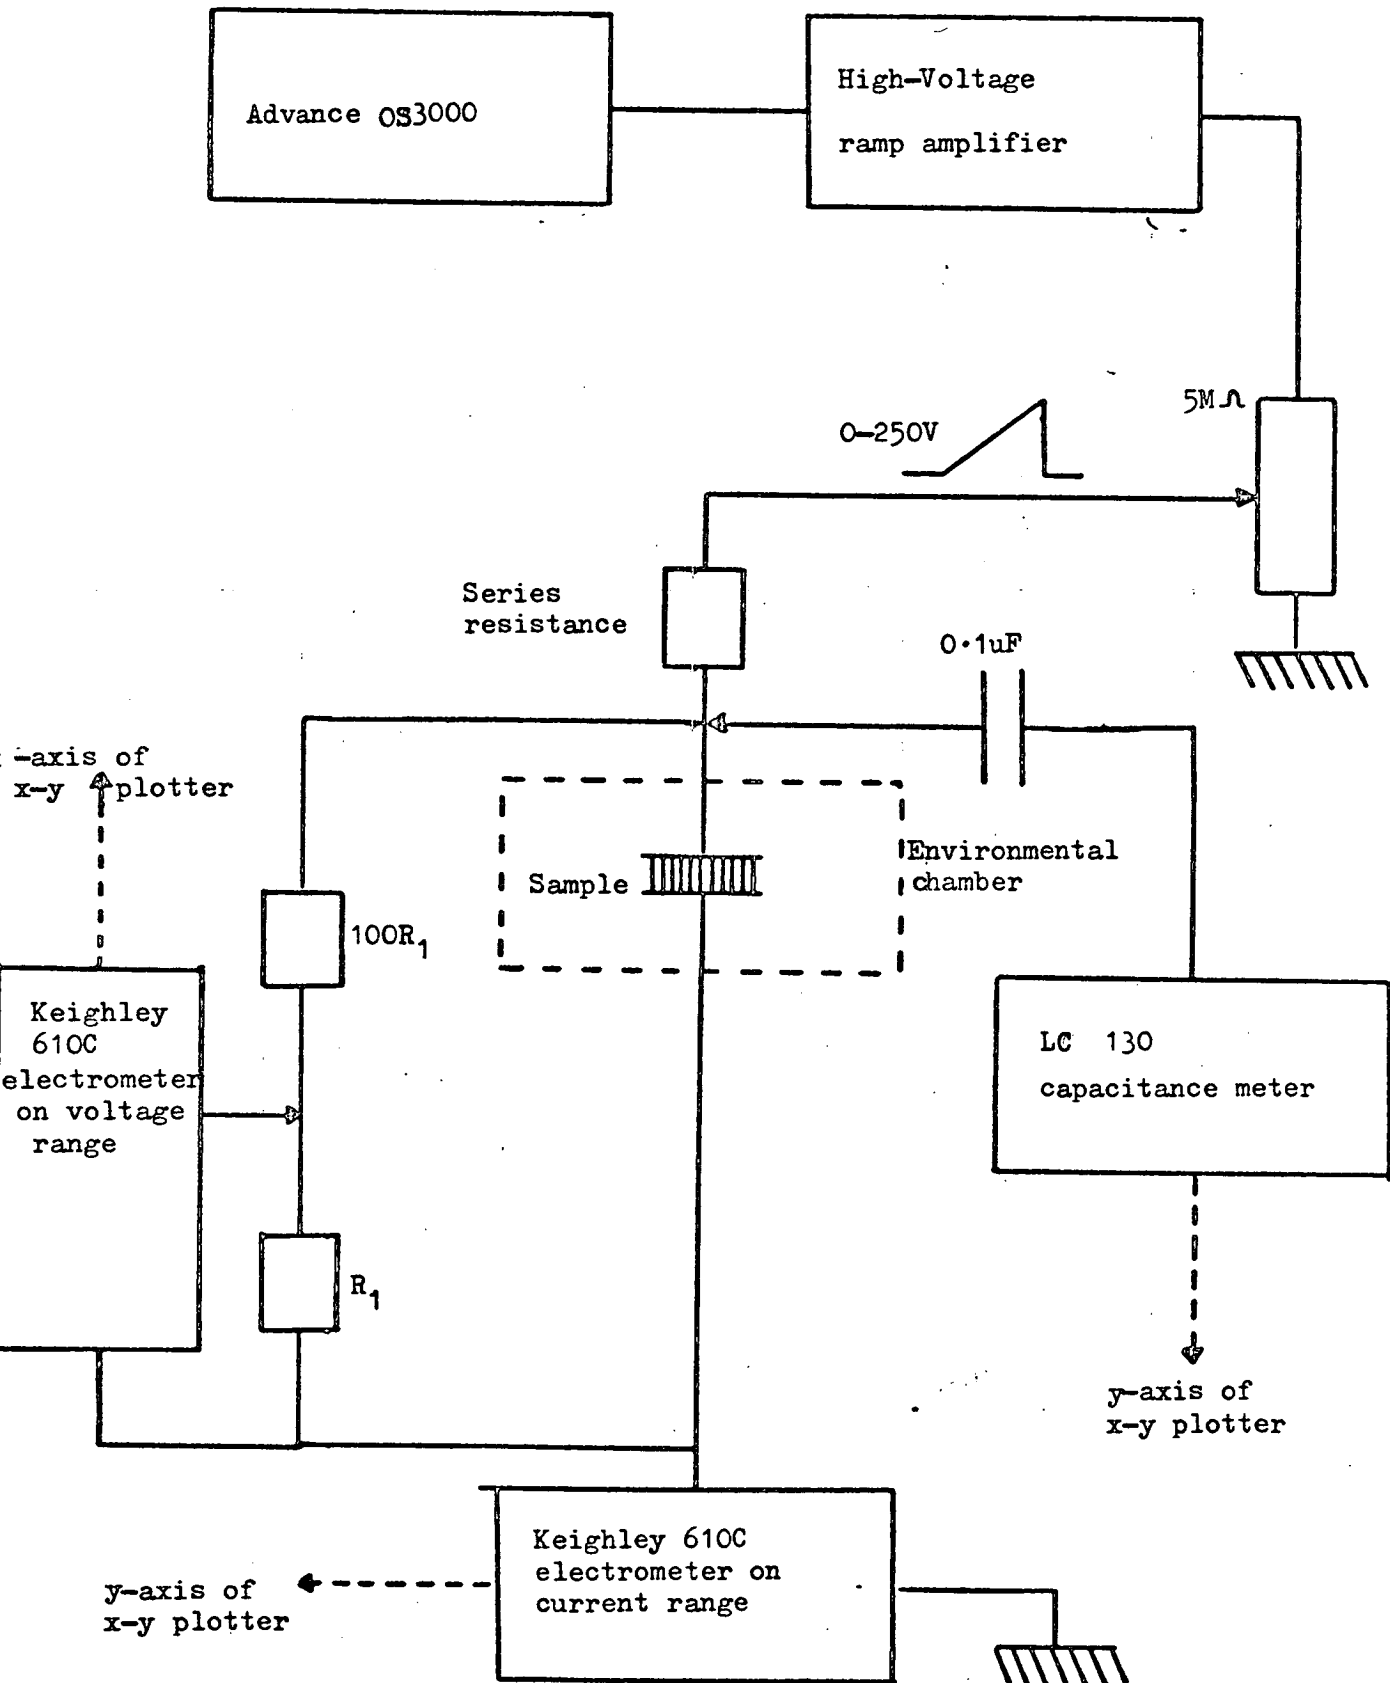 Advance OS3000
High-Voltage
ramp amplifier
5MΩ
0-250V
Series
resistance
0·1uF
-axis of
x-y plotter
Environmental
chamber
Sample
100R1
Keighley
610C
electrometer
on voltage
range
LC 130
capacitance meter
R1
y-axis of
x-y plotter
Keighley 610C
electrometer on
current range
y-axis of
x-y plotter